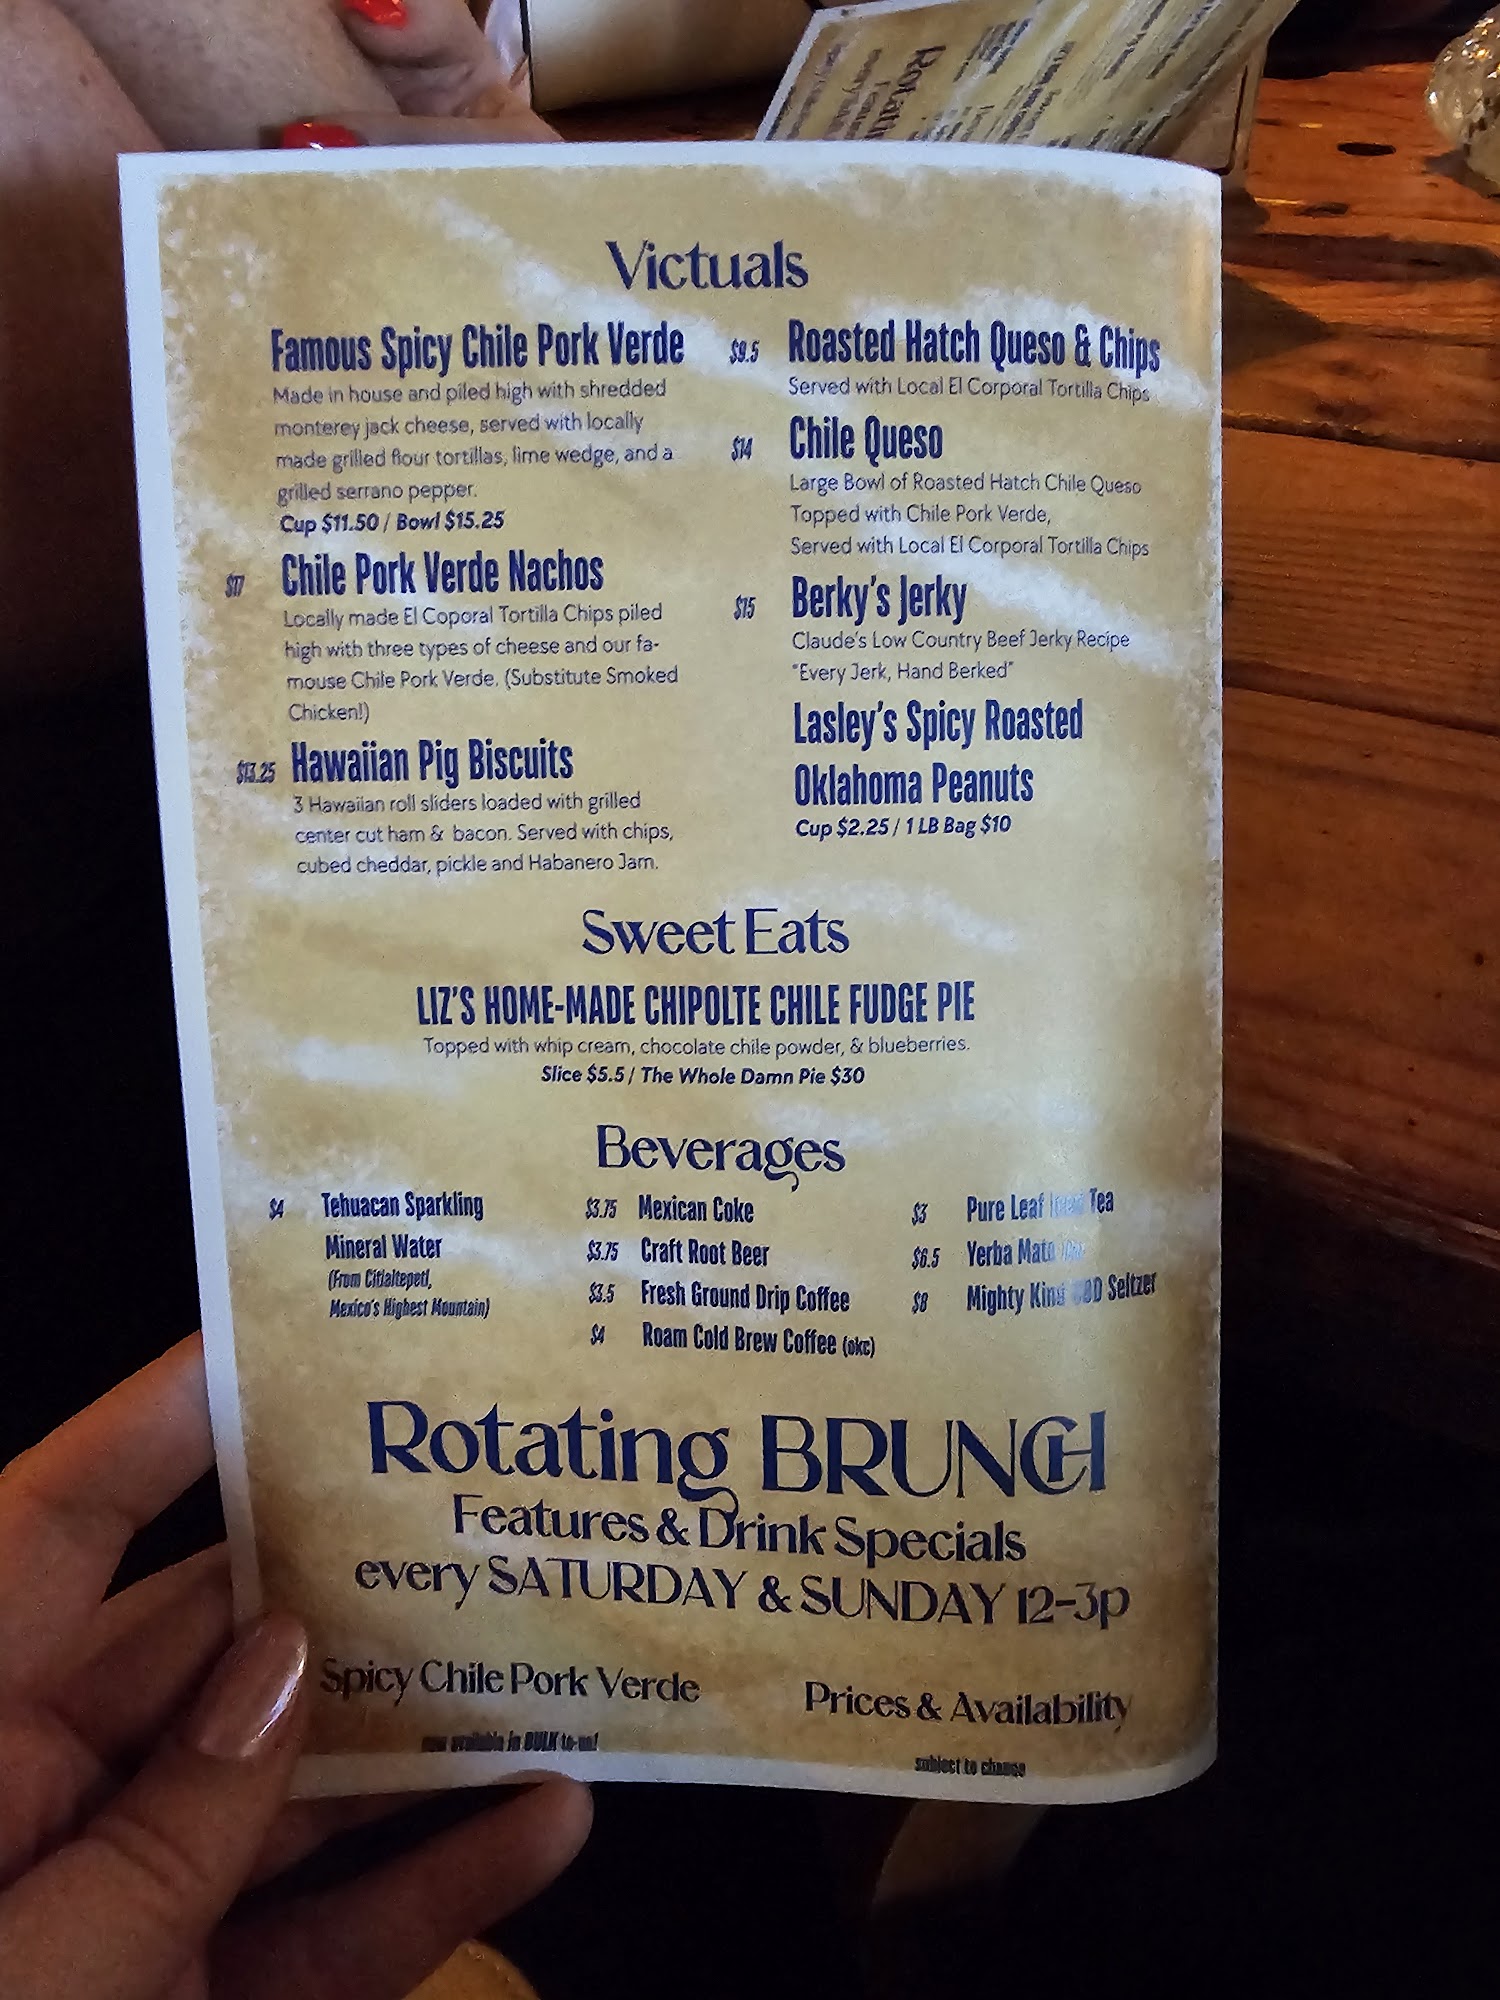 Victuals
Famous Spicy Chile Pork Verde
Made in house and piled high with shredded
monterey jack cheese, served with locally
made grilled flour tortillas, lime wedge, and a
grilled serrano pepper.
Cup $11.50 / Bowl $15.25
$17 Chile Pork Verde Nachos
Locally made El Coporal Tortilla Chips piled
high with three types of cheese and our fa-
mouse Chile Pork Verde. (Substitute Smoked
Chicken!)
$13.25 Hawaiian Pig Biscuits
3 Hawaiian roll sliders loaded with grilled
center cut ham & bacon. Served with chips,
cubed cheddar, pickle and Habanero Jam.
$9.5 Roasted Hatch Queso & Chips
Served with Local El Corporal Tortilla Chips
$14 Chile Queso
Large Bowl of Roasted Hatch Chile Queso
Topped with Chile Pork Verde,
Served with Local El Corporal Tortilla Chips
$15 Berky's Jerky
Claude's Low Country Beef Jerky Recipe
"Every Jerk, Hand Berked"
Lasley's Spicy Roasted
Oklahoma Peanuts
Cup $2.25 / 1 LB Bag $10
Sweet Eats
LIZ'S HOME-MADE CHIPOLTE CHILE FUDGE PIE
Topped with whip cream, chocolate chile powder, & blueberries.
Slice $5.5 / The Whole Damn Pie $30
Beverages
$4 Tehuacan Sparkling
Mineral Water
(From Citlaltepetl,
Mexico's Highest Mountain)
$3.75 Mexican Coke
$3.75 Craft Root Beer
$3.5 Fresh Ground Drip Coffee
$4 Roam Cold Brew Coffee (okc)
$3 Pure Leaf Iced Tea
$6.5 Yerba Mate
$8 Mighty Kind CBD Seltzer
Rotating BRUNCH
Features & Drink Specials
every SATURDAY & SUNDAY 12-3p
Spicy Chile Pork Verde
now available in BULK to-go!
Prices & Availability
subject to change
Rotati